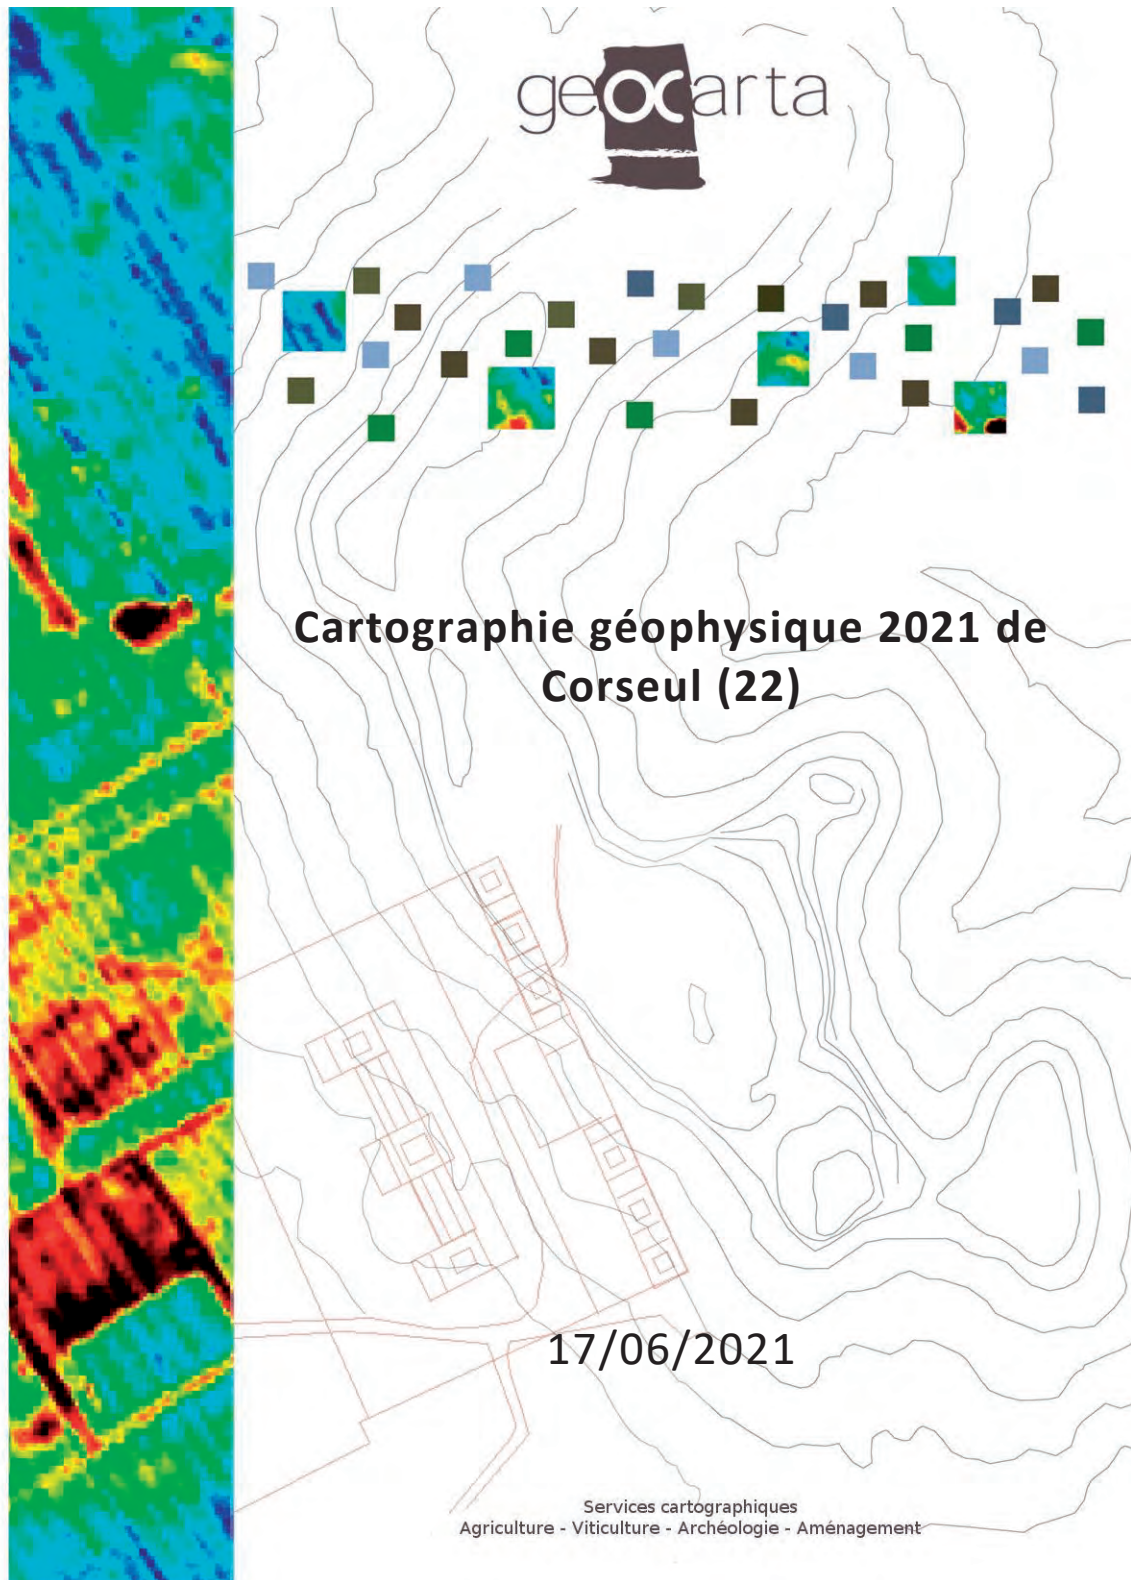 geocarta
Cartographie géophysique 2021 de
Corseul (22)
17/06/2021
Services cartographiques
Agriculture - Viticulture - Archéologie - Aménagement